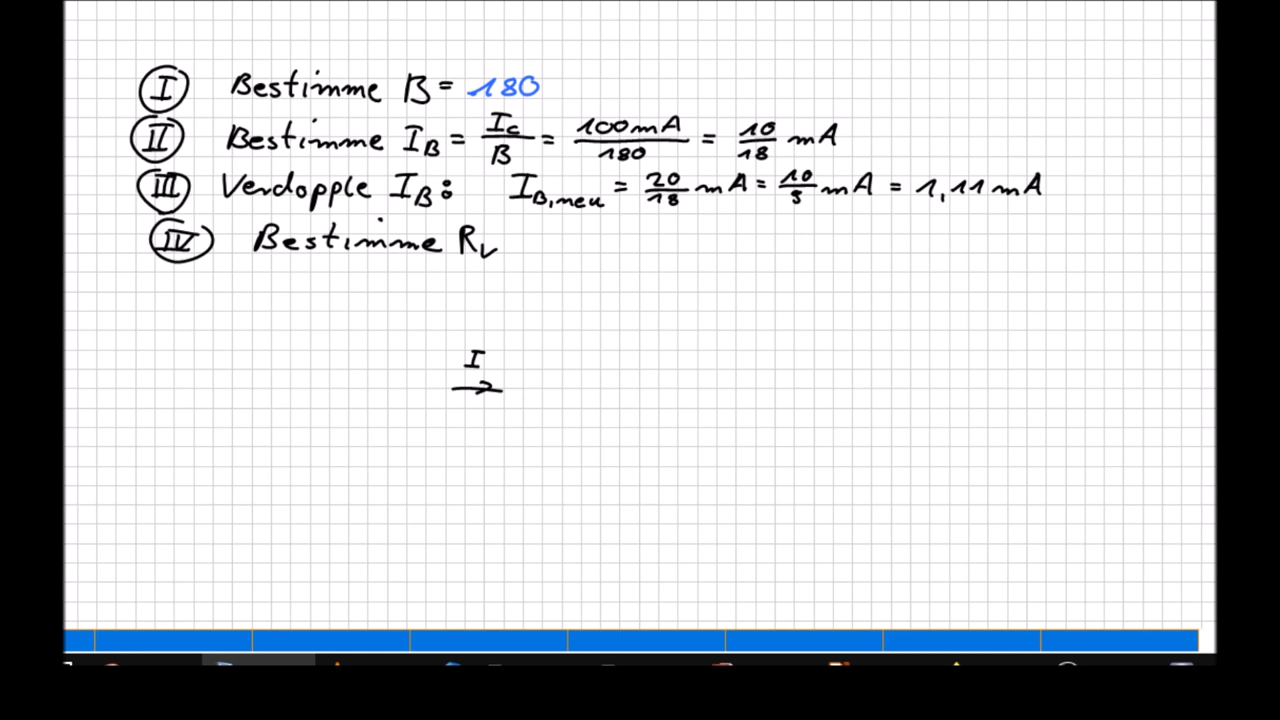 I Bestimme B = 180
II Bestimme I_B = I_C/B = 100mA/180 = 10/18 mA
III Verdopple I_B: I_B,neu = 20/18 mA = 10/9 mA = 1,11 mA
IV Bestimme R_V
I